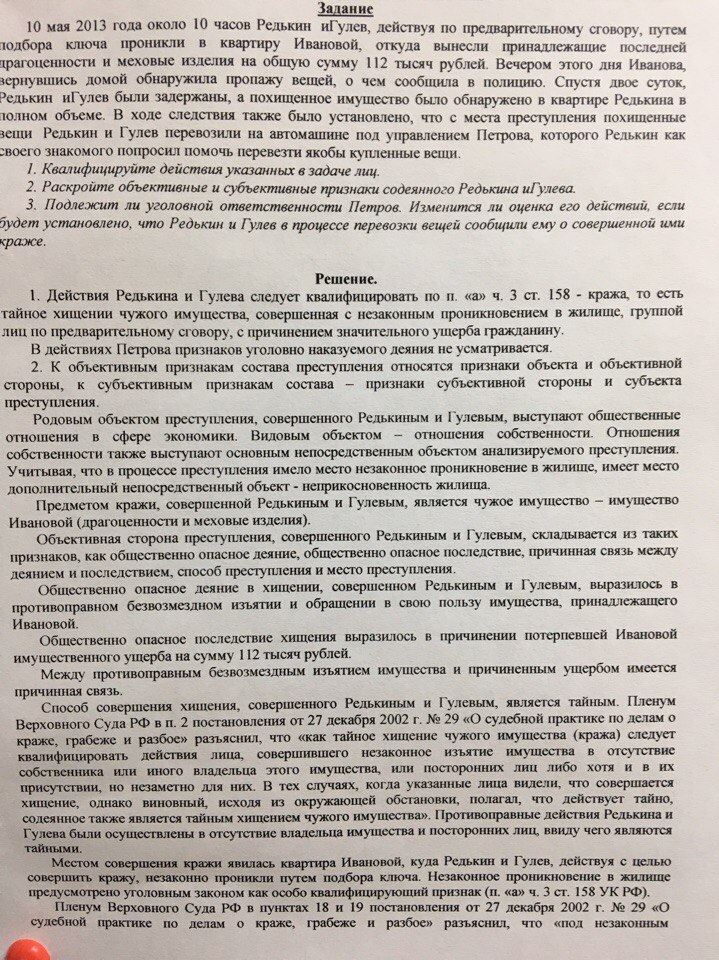 Задание
10 мая 2013 года около 10 часов Редькин иГулев, действуя по предварительному сговору, путем
подбора ключа проникли в квартиру Ивановой, откуда вынесли принадлежащие последней
драгоценности и меховые изделия на общую сумму 112 тысяч рублей. Вечером этого дня Иванова,
вернувшись домой обнаружила пропажу вещей, о чем сообщила в полицию. Спустя двое суток,
Редькин иГулев были задержаны, а похищенное имущество было обнаружено в квартире Редькина в
полном объеме. В ходе следствия также было установлено, что с места преступления похищенные
вещи Редькин и Гулев перевозили на автомашине под управлением Петрова, которого Редькин как
своего знакомого попросил помочь перевезти якобы купленные вещи.
1. Квалифицируйте действия указанных в задаче лиц.
2. Раскройте объективные и субъективные признаки содеянного Редькина иГулева.
3. Подлежит ли уголовной ответственности Петров. Изменится ли оценка его действий, если
будет установлено, что Редькин и Гулев в процессе перевозки вещей сообщили ему о совершенной ими
краже.
Решение.
1. Действия Редькина и Гулева следует квалифицировать по п. «а» ч. 3 ст. 158 - кража, то есть
тайное хищении чужого имущества, совершенная с незаконным проникновением в жилище, группой
лиц по предварительному сговору, с причинением значительного ущерба гражданину.
В действиях Петрова признаков уголовно наказуемого деяния не усматривается.
2. К объективным признакам состава преступления относятся признаки объекта и объективной
стороны, к субъективным признакам состава – признаки субъективной стороны и субъекта
преступления.
Родовым объектом преступления, совершенного Редькиным и Гулевым, выступают общественные
отношения в сфере экономики. Видовым объектом – отношения собственности. Отношения
собственности также выступают основным непосредственным объектом анализируемого преступления.
Учитывая, что в процессе преступления имело место незаконное проникновение в жилище, имеет место
дополнительный непосредственный объект - неприкосновенность жилища.
Предметом кражи, совершенной Редькиным и Гулевым, является чужое имущество – имущество
Ивановой (драгоценности и меховые изделия).
Объективная сторона преступления, совершенного Редькиным и Гулевым, складывается из таких
признаков, как общественно опасное деяние, общественно опасное последствие, причинная связь между
деянием и последствием, способ преступления и место преступления.
Общественно опасное деяние в хищении, совершенном Редькиным и Гулевым, выразилось в
противоправном безвозмездном изъятии и обращении в свою пользу имущества, принадлежащего
Ивановой.
Общественно опасное последствие хищения выразилось в причинении потерпевшей Ивановой
имущественного ущерба на сумму 112 тысяч рублей.
Между противоправным безвозмездным изъятием имущества и причиненным ущербом имеется
причинная связь.
Способ совершения хищения, совершенного Редькиным и Гулевым, является тайным. Пленум
Верховного Суда РФ в п. 2 постановления от 27 декабря 2002 г. № 29 «О судебной практике по делам о
краже, грабеже и разбое» разъяснил, что «как тайное хищение чужого имущества (кража) следует
квалифицировать действия лица, совершившего незаконное изъятие имущества в отсутствие
собственника или иного владельца этого имущества, или посторонних лиц либо хотя и в их
присутствии, но незаметно для них. В тех случаях, когда указанные лица видели, что совершается
хищение, однако виновный, исходя из окружающей обстановки, полагал, что действует тайно,
содеянное также является тайным хищением чужого имущества». Противоправные действия Редькина и
Гулева были осуществлены в отсутствие владельца имущества и посторонних лиц, ввиду чего являются
тайными.
Местом совершения кражи явилась квартира Ивановой, куда Редькин и Гулев, действуя с целью
совершить кражу, незаконно проникли путем подбора ключа. Незаконное проникновение в жилище
предусмотрено уголовным законом как особо квалифицирующий признак (п. «а» ч. 3 ст. 158 УК РФ).
Пленум Верховного Суда РФ в пунктах 18 и 19 постановления от 27 декабря 2002 г. № 29 «О
судебной практике по делам о краже, грабеже и разбое» разъяснил, что «под незаконным